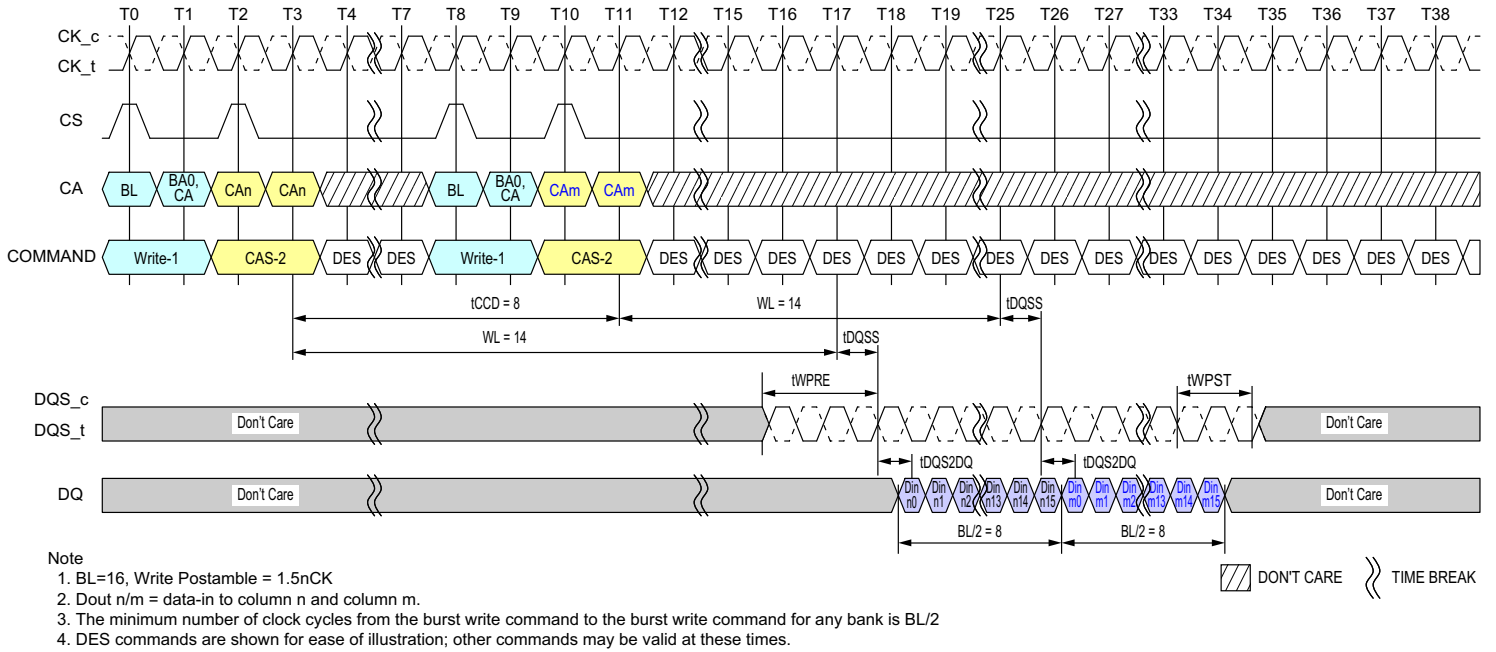 T0 T1 T2 T3 T4 T7 T8 T9 T10 T11 T12 T15 T16 T17 T18 T19 T25 T26 T27 T33 T34 T35 T36 T37 T38
CK_c
CK_t
CS
CA BL BA0, CA CAn CAn BL BA0, CA CAm CAm
COMMAND Write-1 CAS-2 DES DES Write-1 CAS-2 DES DES DES DES DES DES DES DES DES DES DES DES DES DES DES
tCCD = 8 WL = 14 tDQSS
WL = 14 tDQSS
tWPRE tWPST
DQS_c
DQS_t Don't Care Don't Care
tDQS2DQ tDQS2DQ
DQ Don't Care Din n0 Din n1 Din n2 Din n13 Din n14 Din n15 Din m0 Din m1 Din m2 Din m13 Din m14 Din m15 Don't Care
BL/2 = 8 BL/2 = 8
Note
1. BL=16, Write Postamble = 1.5nCK
2. Dout n/m = data-in to column n and column m.
3. The minimum number of clock cycles from the burst write command to the burst write command for any bank is BL/2
4. DES commands are shown for ease of illustration; other commands may be valid at these times.
DON'T CARE TIME BREAK